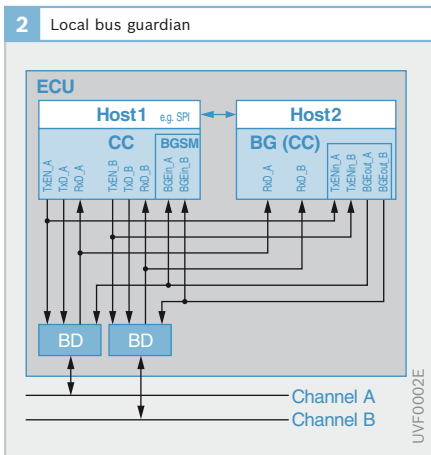 2 Local bus guardian
ECU
Host1 e.g. SPI
Host2
CC
BGSM
BG (CC)
TxEN_A
TxD_A
RxD_A
TxEN_B
TxD_B
RxD_B
BGEin_A
BGEin_B
RxD_A
RxD_B
TxENin_A
TxENin_B
BGEout_A
BGEout_B
BD
BD
Channel A
Channel B
UVF0002E